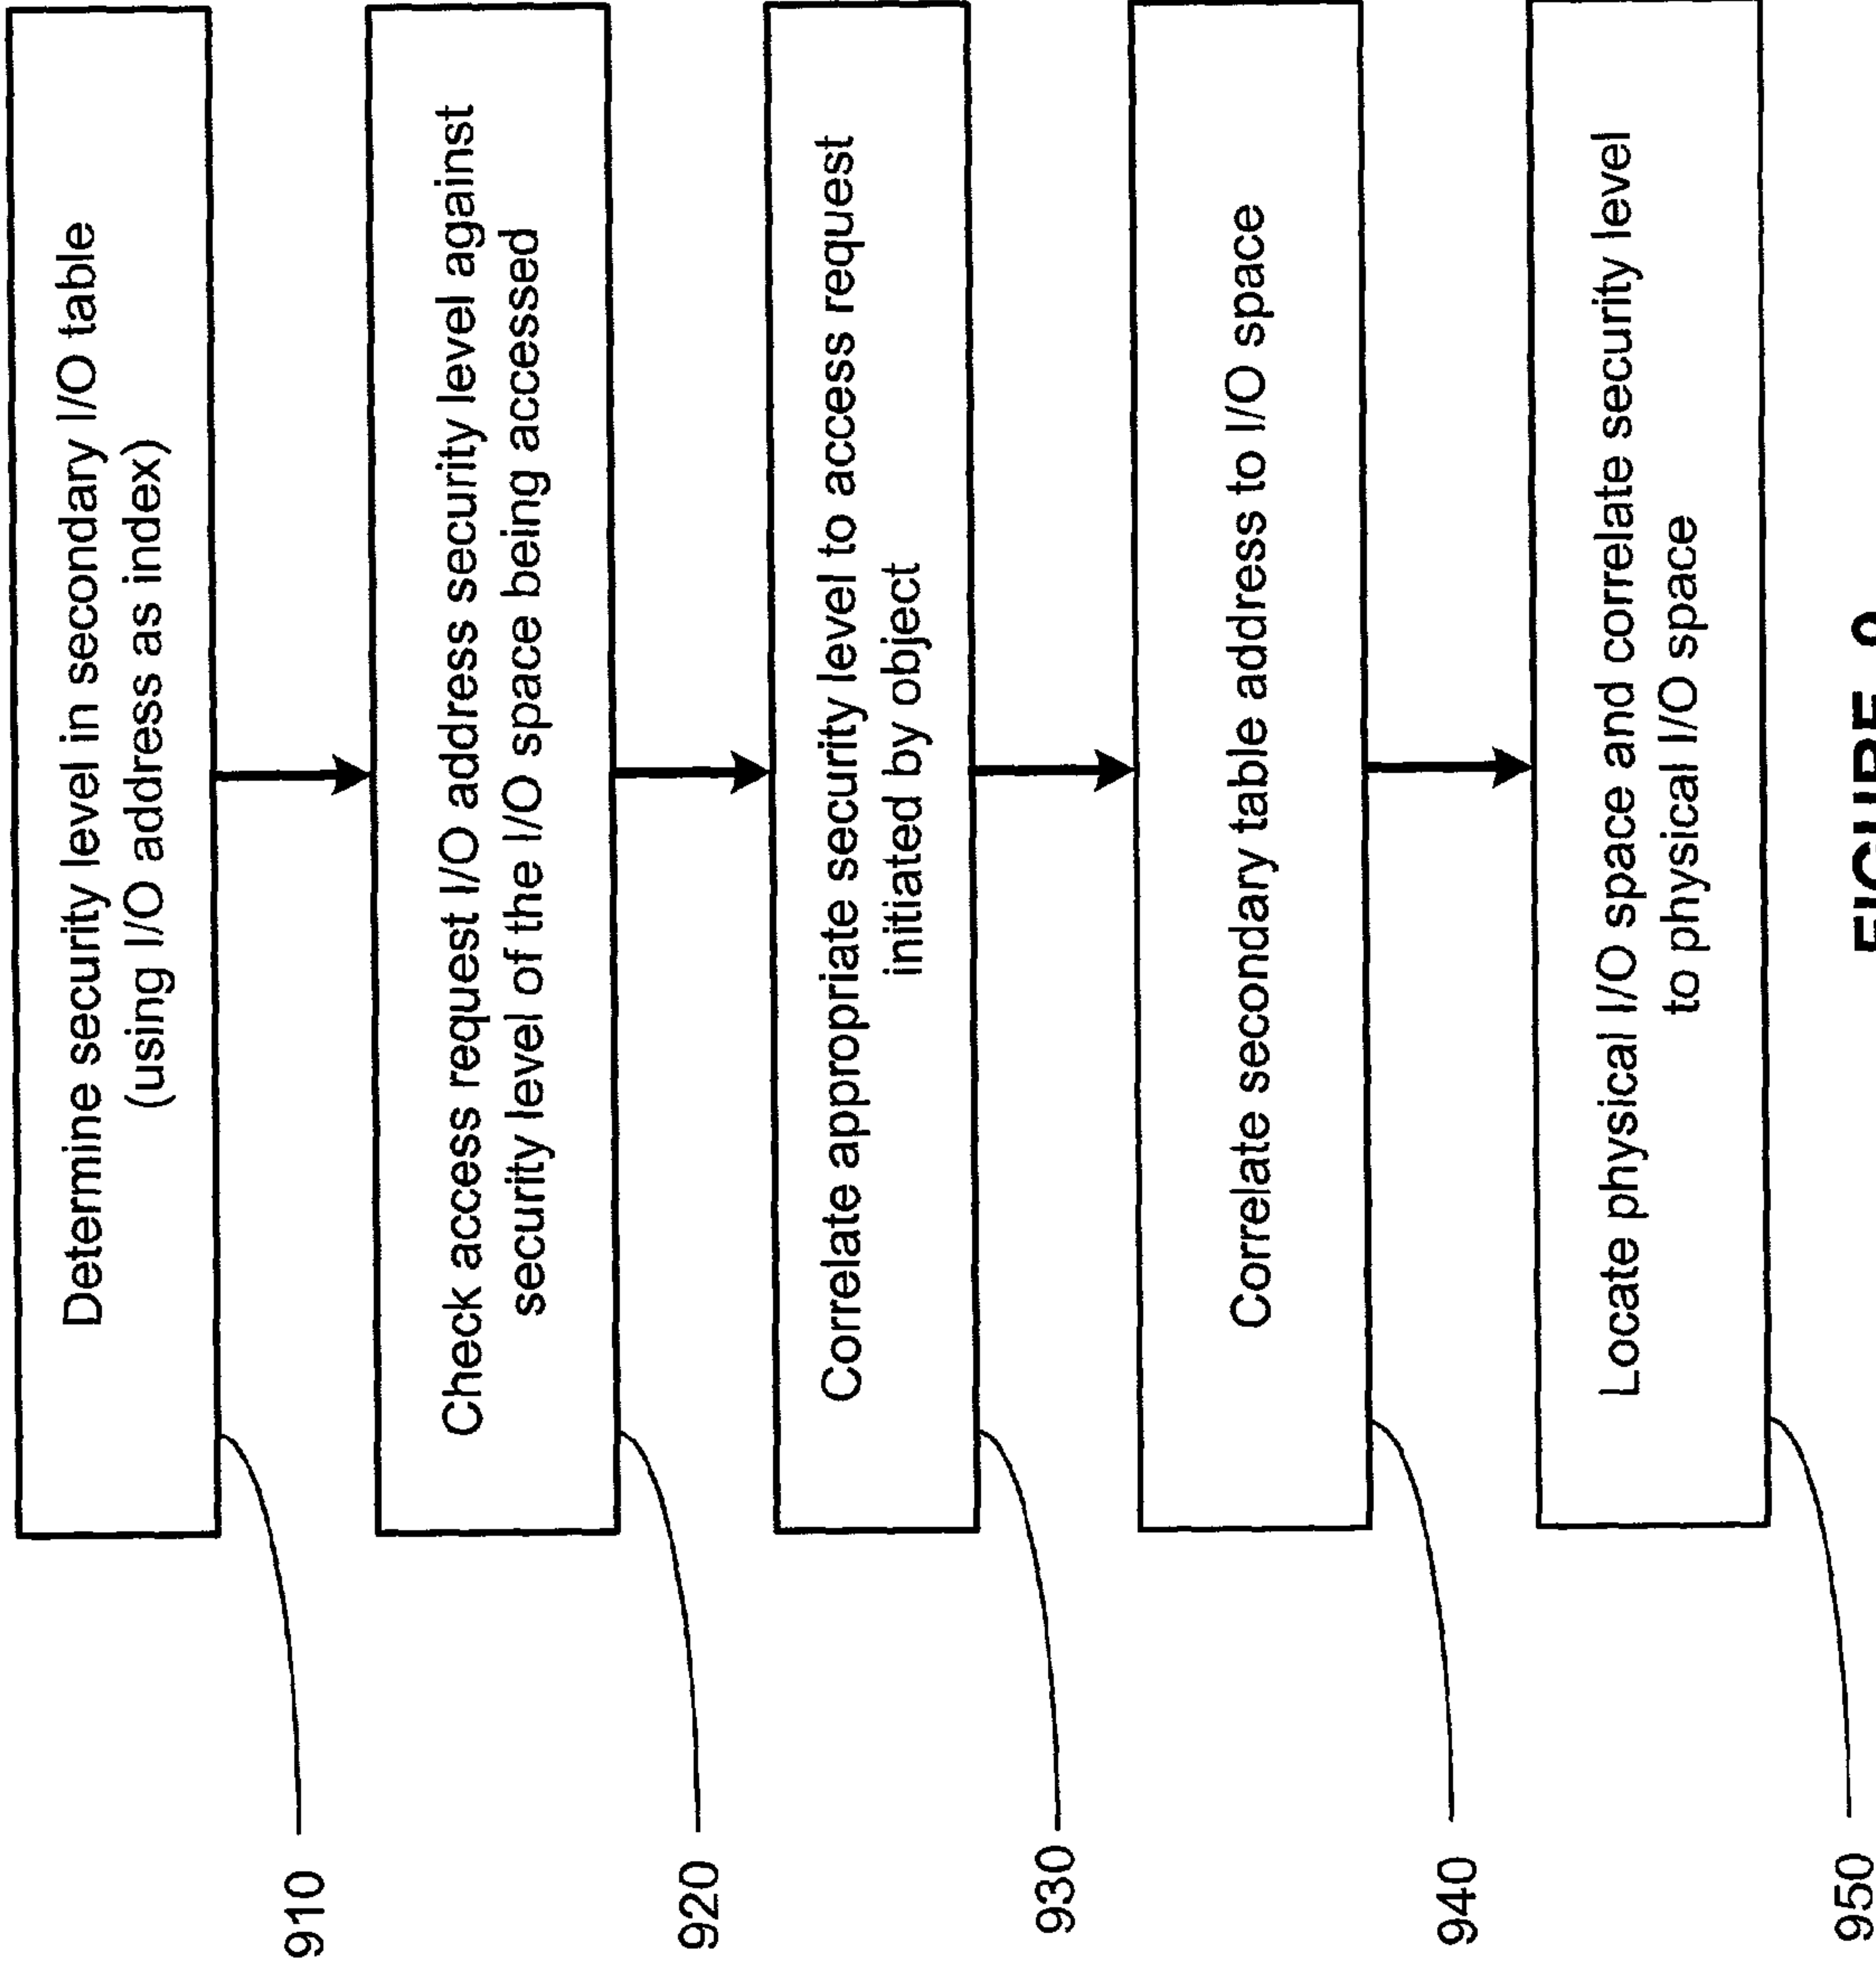 910
Determine security level in secondary I/O table
(using I/O address as index)
920
Check access request I/O address security level against
security level of the I/O space being accessed
930
Correlate appropriate security level to access request
initiated by object
940
Correlate secondary table address to I/O space
950
Locate physical I/O space and correlate security level
to physical I/O space
FIGURE